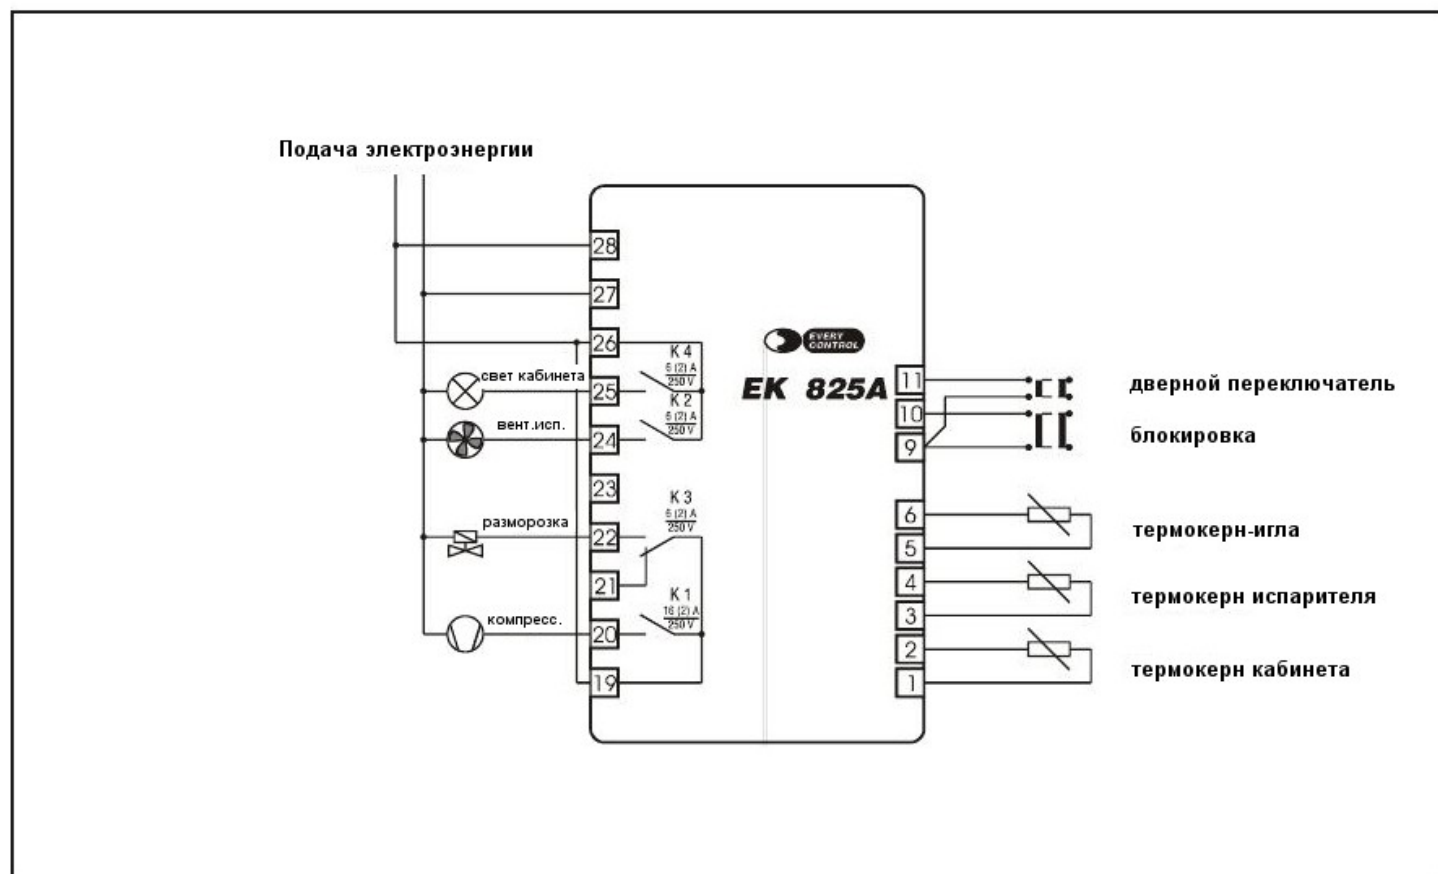 Подача электроэнергии
28
27
26
K 4
6 (2) A
250 V
EVERY
CONTROL
свет кабинета
25
EK 825A
11
дверной переключатель
K 2
6 (2) A
250 V
10
вент.исп.
24
9
блокировка
23
K 3
6 (2) A
250 V
6
термокерн-игла
разморозка
22
5
21
4
термокерн испарителя
K 1
16 (2) A
250 V
3
компресс.
20
2
термокерн кабинета
19
1